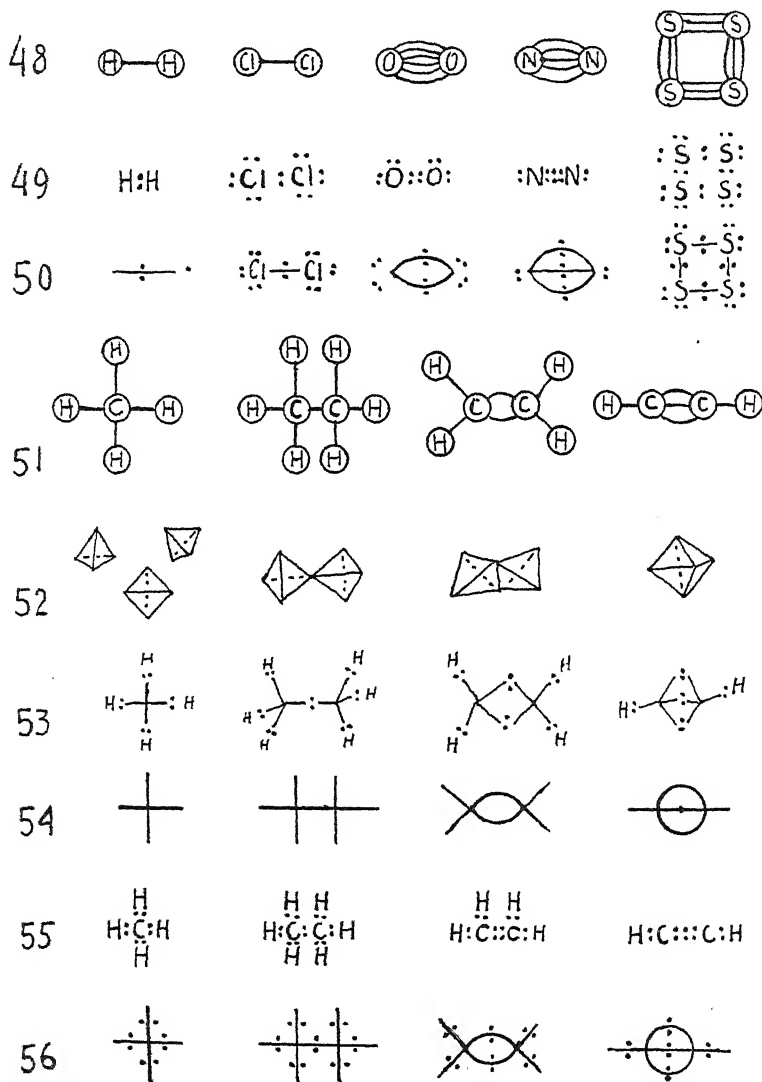 48 H H Cl Cl O O N N S S
S S
49 H:H :Cl:Cl: :O::O: :N:::N: :S:S:
:S:S:
50 Cl Cl S S
S S
H H H H H
H C H H C C H C C H C C H
H H H H H
51
52
H H H H
53 H: :H H :H H: :H
H H H H H
54
H H H H H
55 H:C:H H:C:C:H H:C::C:H H:C:::C:H
H H H
56